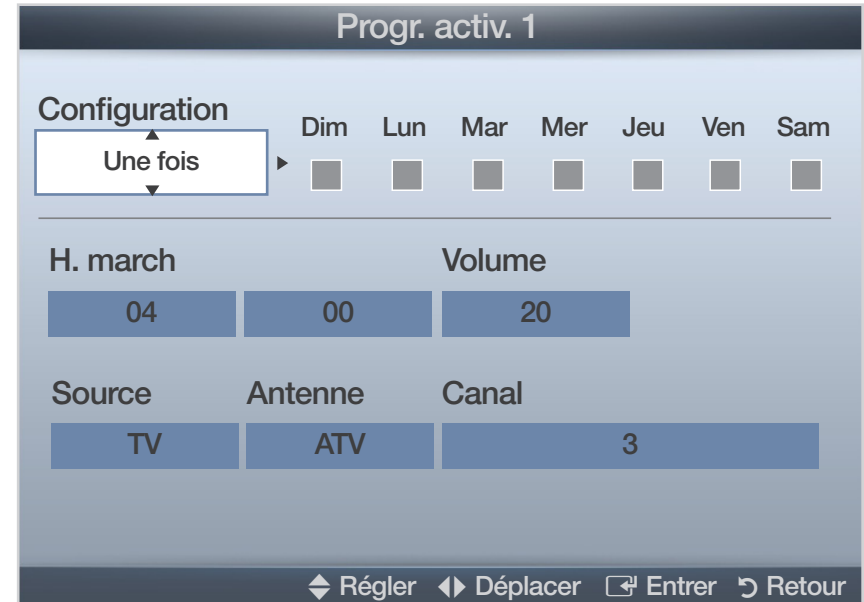 Progr. activ. 1
Configuration
Dim Lun Mar Mer Jeu Ven Sam
Une fois
H. march Volume
04 00 20
Source Antenne Canal
TV ATV 3
Régler Déplacer Entrer Retour